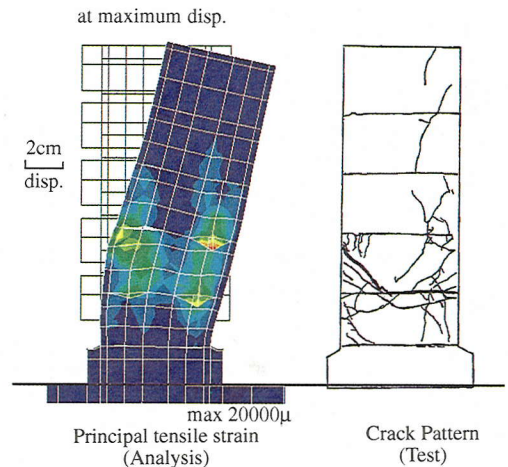 at maximum disp.
2cm
disp.
max 20000μ
Principal tensile strain
(Analysis)
Crack Pattern
(Test)